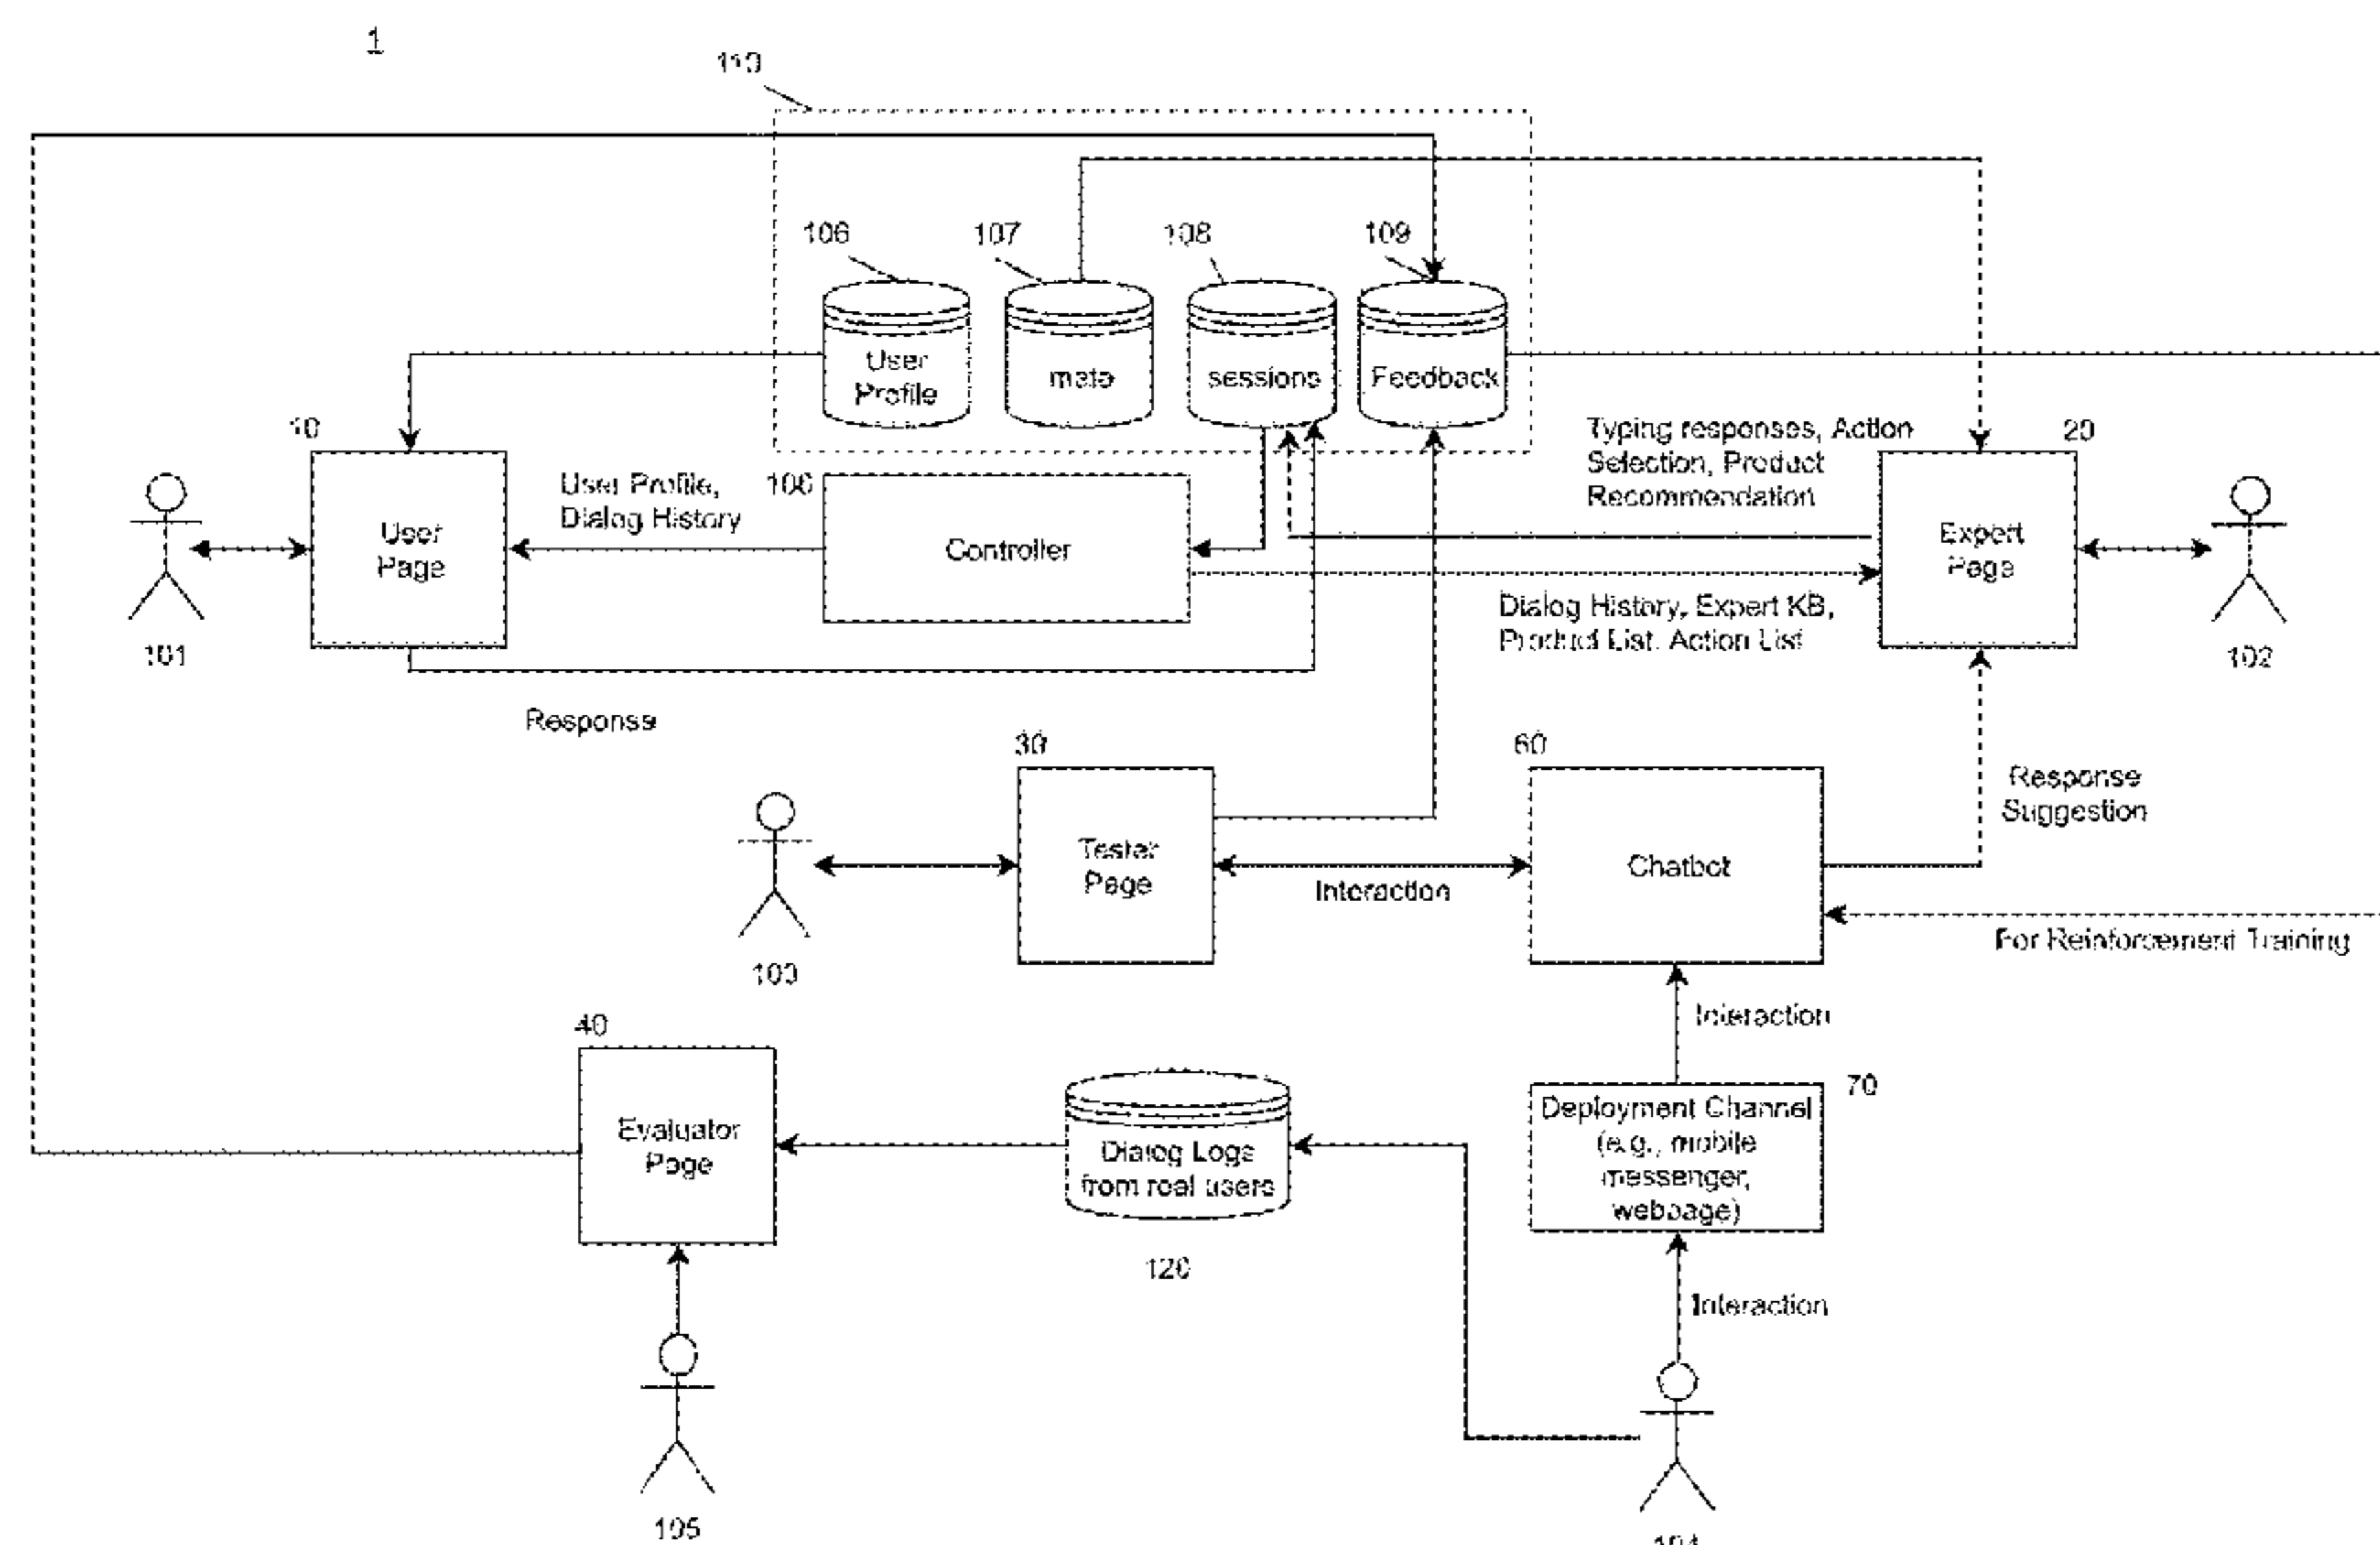 1
110
106
107
108
109
User
Profile
meta
sessions
Feedback
10
User
Page
101
User Profile,
Dialog History
100
Controller
Typing responses, Action
Selection, Product
Recommendation
20
Expert
Page
102
Dialog History, Expert KB,
Product List, Action List
Response
30
Tester
Page
103
Interaction
60
Chatbot
Response
Suggestion
For Reinforcement Training
Interaction
40
Evaluator
Page
Dialog Logs
from real users
120
70
Deployment Channel
(e.g., mobile
messenger,
webpage)
Interaction
105